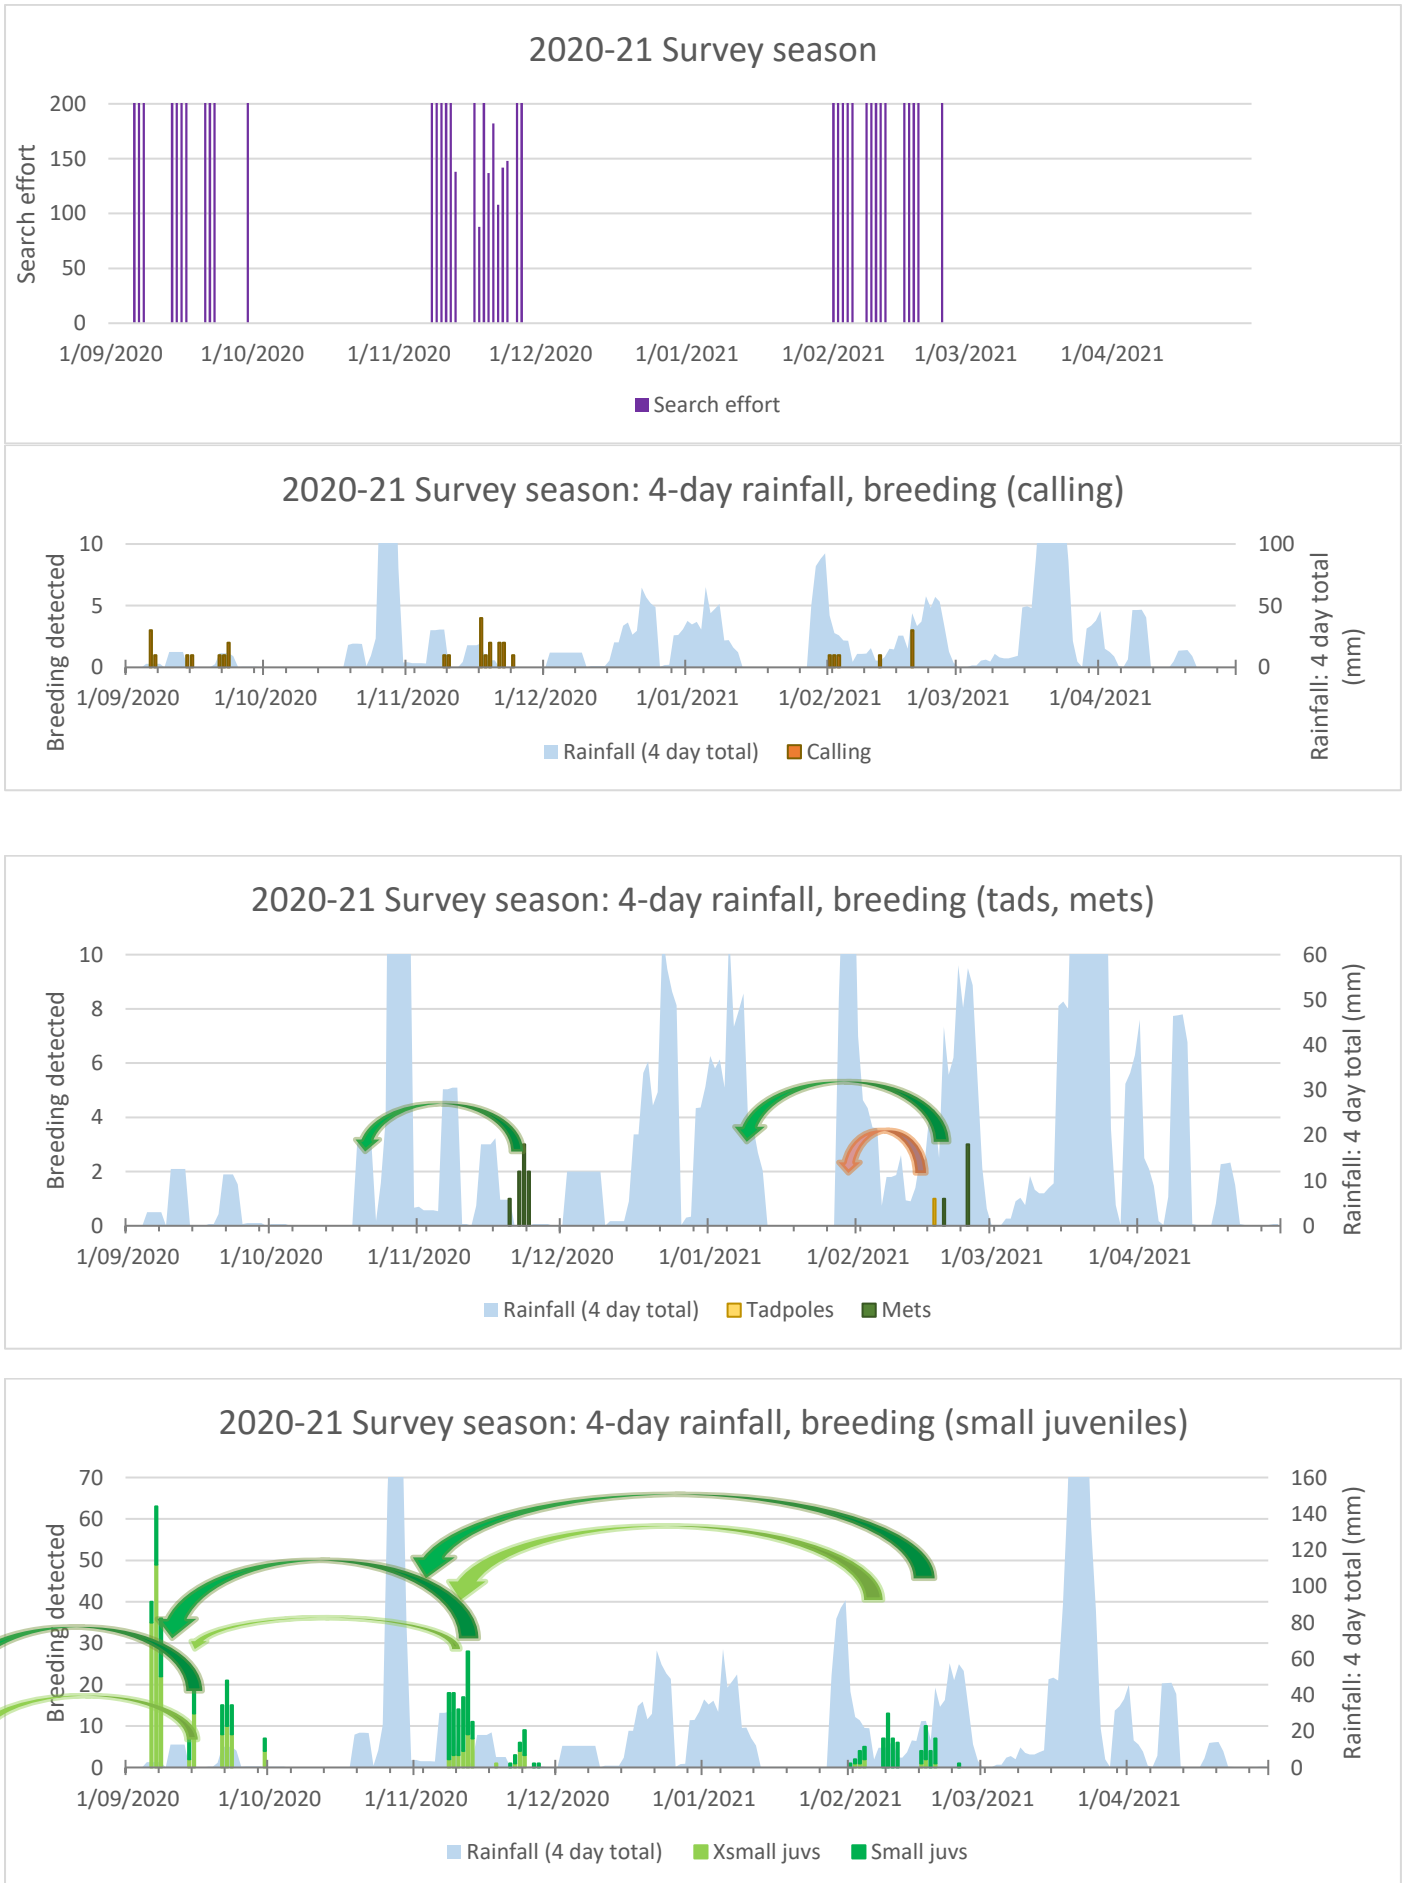 2020-21 Survey season
Search effort
200
150
100
50
0
1/09/2020 1/10/2020 1/11/2020 1/12/2020 1/01/2021 1/02/2021 1/03/2021 1/04/2021
Search effort
2020-21 Survey season: 4-day rainfall, breeding (calling)
Breeding detected
10
5
0
100
50
0
Rainfall: 4 day total
(mm)
1/09/2020 1/10/2020 1/11/2020 1/12/2020 1/01/2021 1/02/2021 1/03/2021 1/04/2021
Rainfall (4 day total) Calling
2020-21 Survey season: 4-day rainfall, breeding (tads, mets)
Breeding detected
10
8
6
4
2
0
60
50
40
30
20
10
0
Rainfall: 4 day total (mm)
1/09/2020 1/10/2020 1/11/2020 1/12/2020 1/01/2021 1/02/2021 1/03/2021 1/04/2021
Rainfall (4 day total) Tadpoles Mets
2020-21 Survey season: 4-day rainfall, breeding (small juveniles)
Breeding detected
70
60
50
40
30
20
10
0
160
140
120
100
80
60
40
20
0
Rainfall: 4 day total (mm)
1/09/2020 1/10/2020 1/11/2020 1/12/2020 1/01/2021 1/02/2021 1/03/2021 1/04/2021
Rainfall (4 day total) Xsmall juvs Small juvs